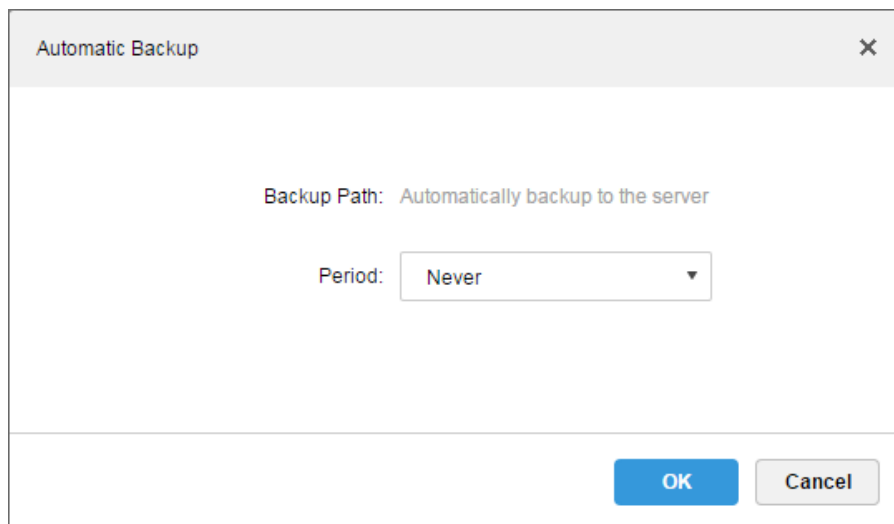 Automatic Backup
Backup Path: Automatically backup to the server
Period: Never
OK Cancel